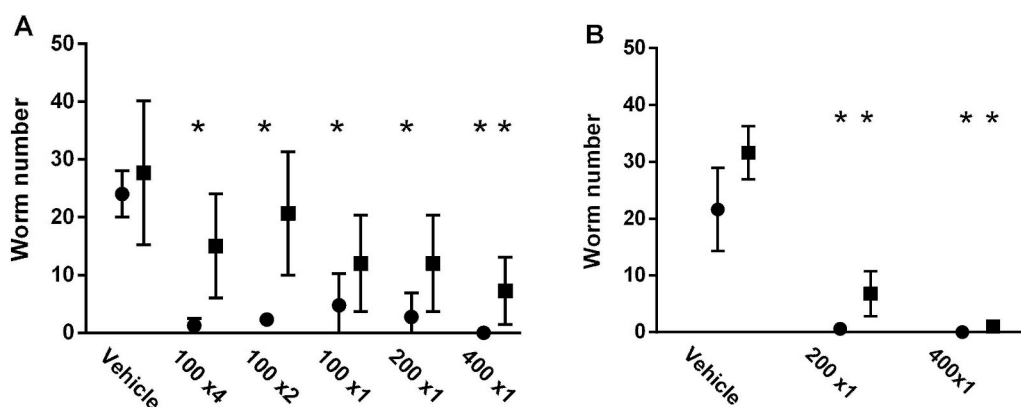 A
Worm number
50
40
30
20
10
0
* * * * * *
Vehicle
100 x4
100 x2
100 x1
200 x1
400 x1
B
Worm number
50
40
30
20
10
0
* * * *
Vehicle
200 x1
400x1